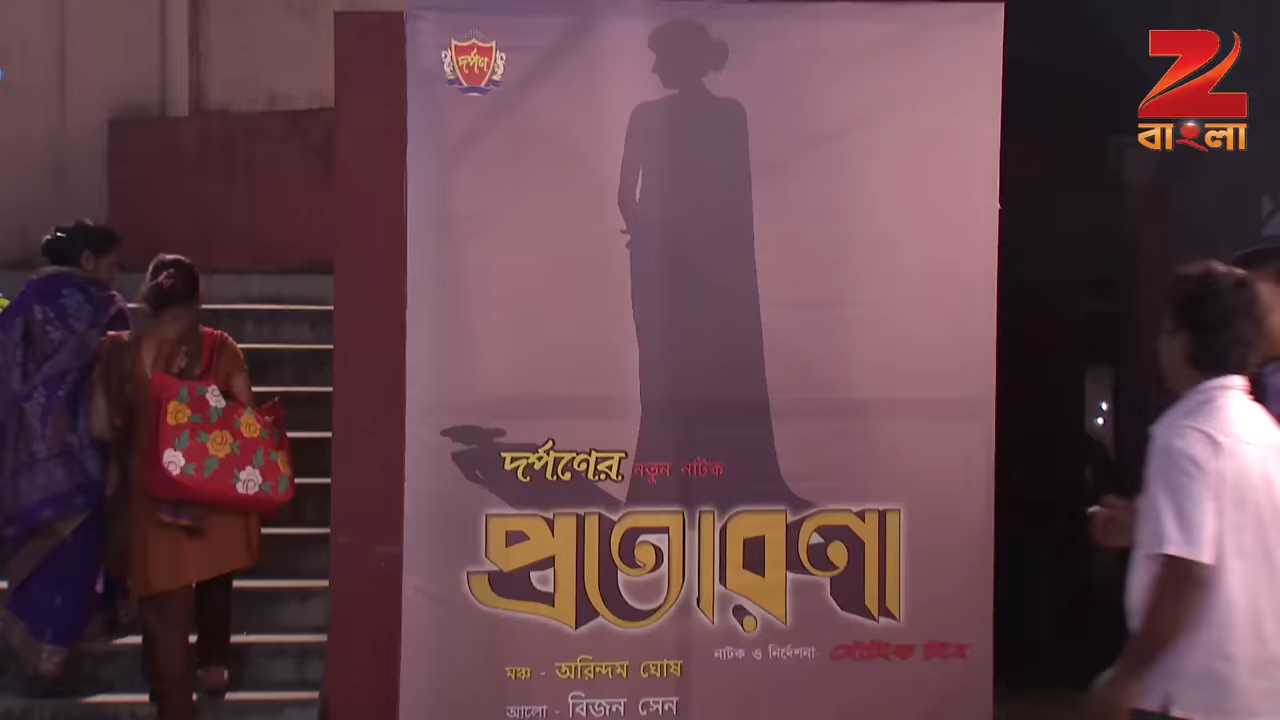 দর্পণ
বাংলা
দর্পণের নতুন নাটক
প্রতারণা
নাটক ও নির্দেশনা-
মঞ্চ - অরিন্দম ঘোষ
আলো - বিজন সেন